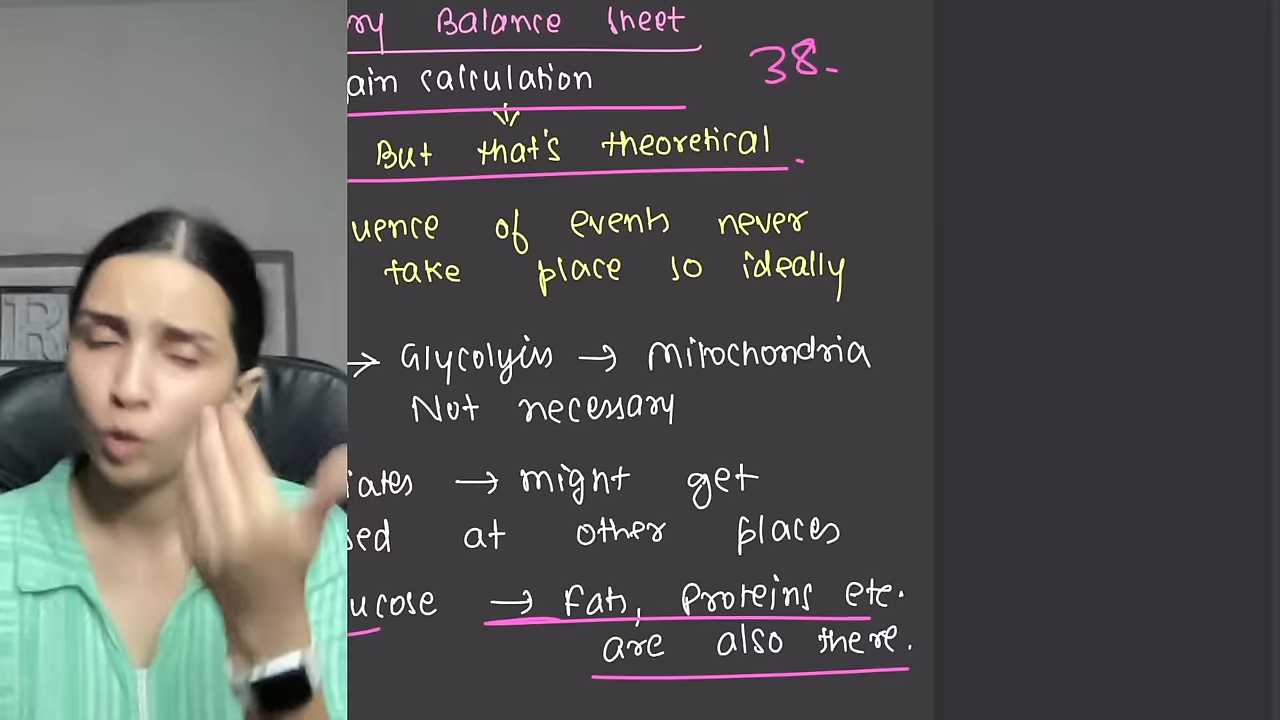 ry Balance Sheet
38-
ain calculation
But that's theoretical
uence of events never
take place so ideally
→ Glycolysis → Mitochondria
Not necessary
iates → might get
sed at other places
ucose → Fats, Proteins etc.
are also there.
R